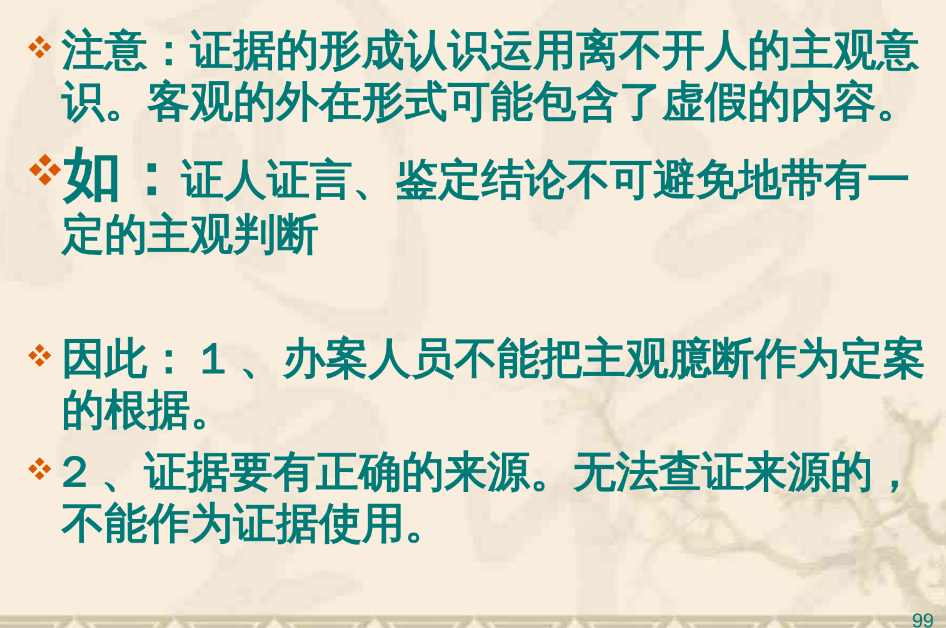 注意：证据的形成认识运用离不开人的主观意
识。客观的外在形式可能包含了虚假的内容。
如：证人证言、鉴定结论不可避免地带有一
定的主观判断
因此：１、办案人员不能把主观臆断作为定案
的根据。
２、证据要有正确的来源。无法查证来源的，
不能作为证据使用。
99